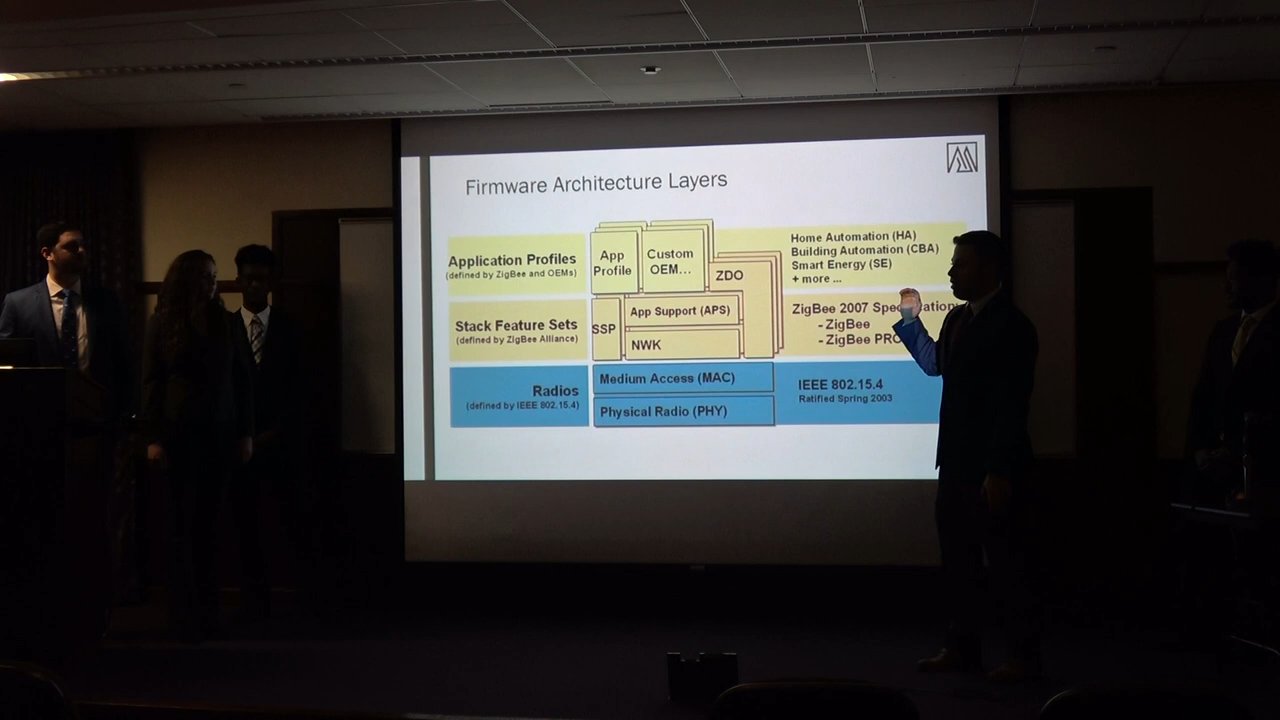 Firmware Architecture Layers
Application Profiles
(defined by ZigBee and OEMs)
App
Profile
Custom
OEM...
ZDO
Home Automation (HA)
Building Automation (CBA)
Smart Energy (SE)
+ more ...
Stack Feature Sets
(defined by ZigBee Alliance)
SSP
App Support (APS)
NWK
ZigBee 2007
- ZigBee
- ZigBee PRO
Radios
(defined by IEEE 802.15.4)
Medium Access (MAC)
Physical Radio (PHY)
IEEE 802.15.4
Ratified Spring 2003